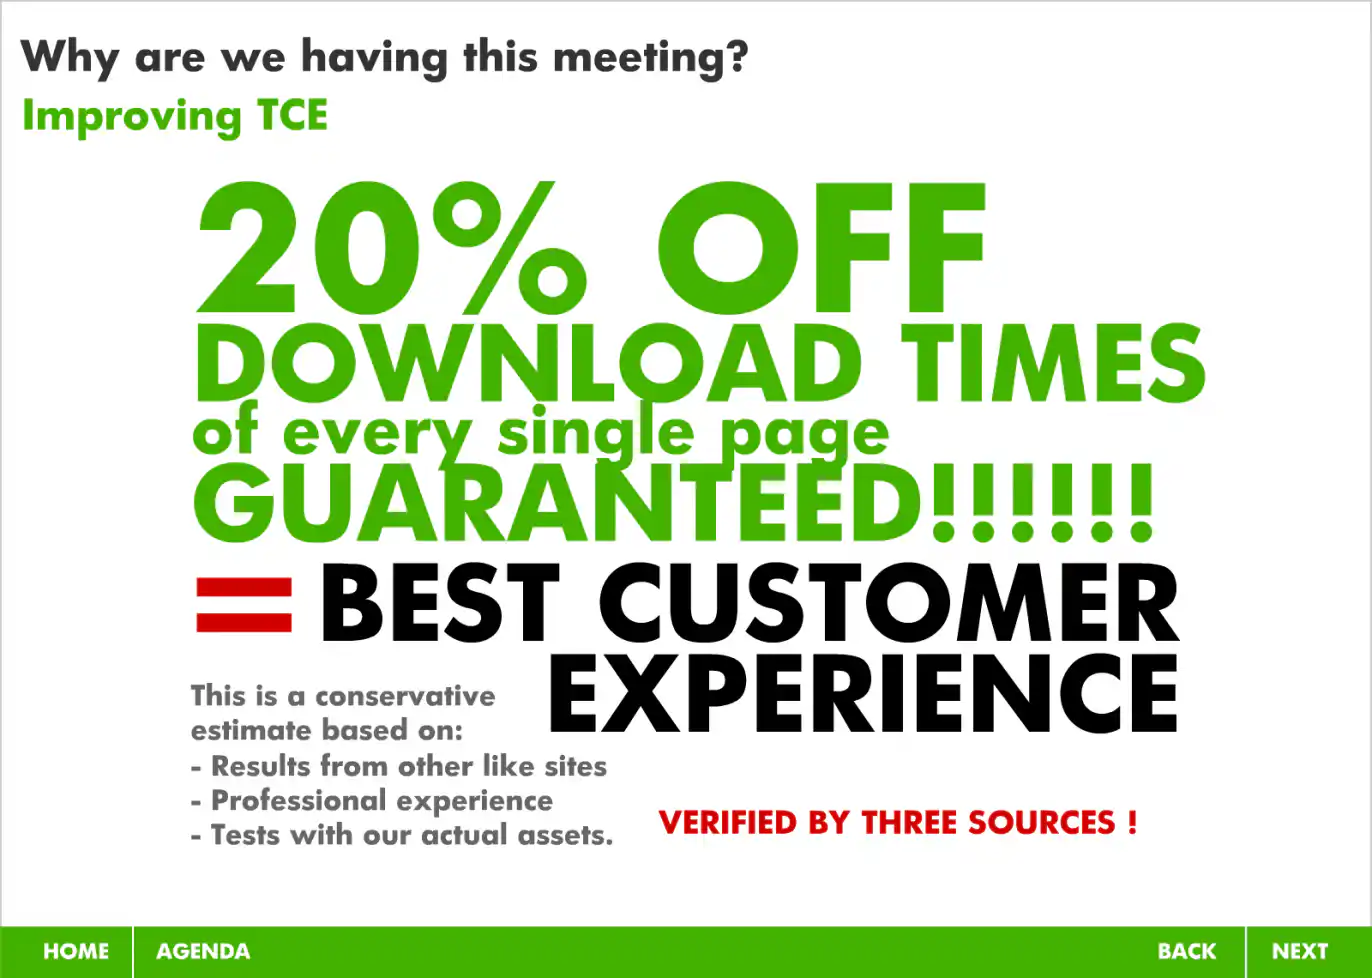 Why are we having this meeting?
Improving TCE
20% OFF
DOWNLOAD TIMES
of every single page
GUARANTEED!!!!!!
= BEST CUSTOMER
EXPERIENCE
This is a conservative
estimate based on:
- Results from other like sites
- Professional experience
- Tests with our actual assets.
VERIFIED BY THREE SOURCES !
HOME AGENDA BACK NEXT